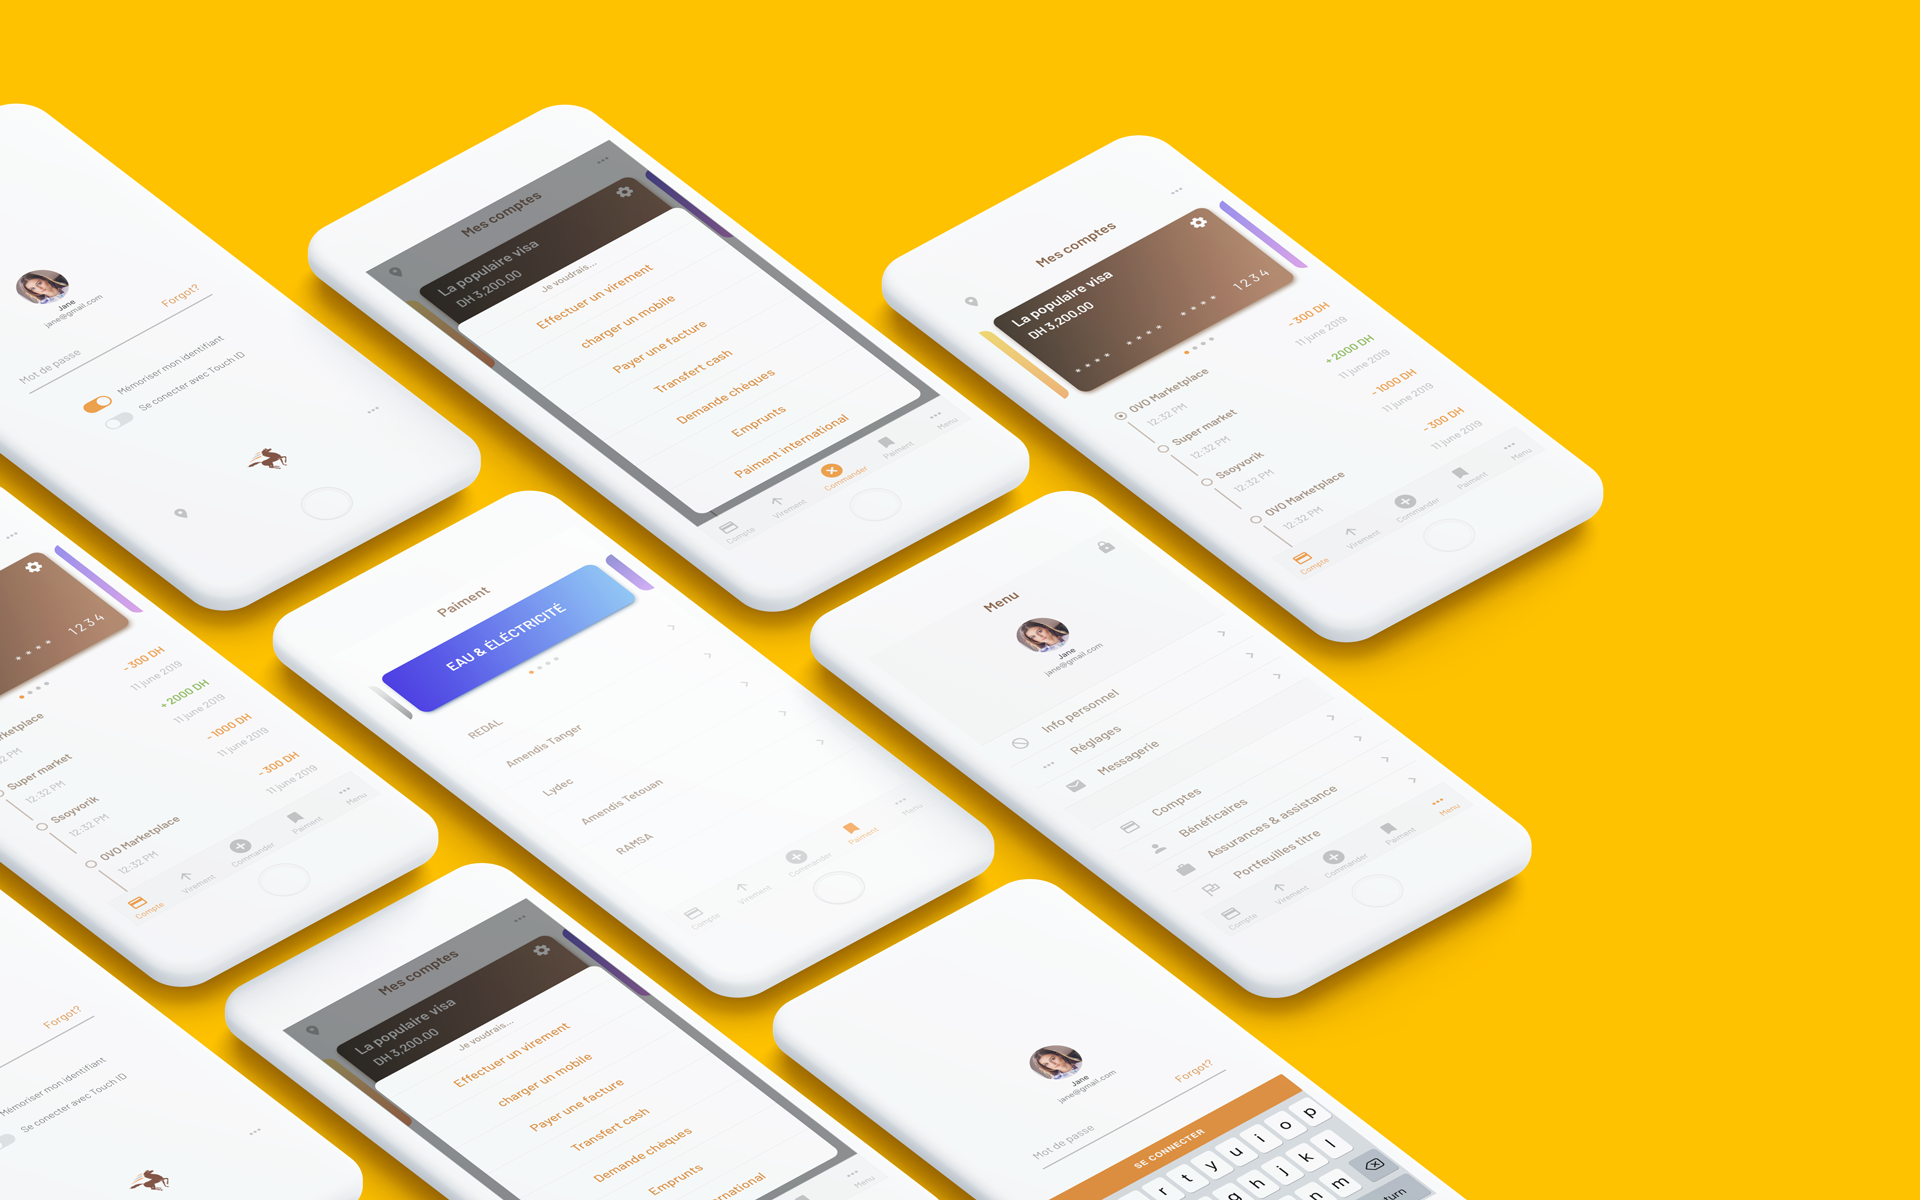 Jane
jane@gmail.com
Forgot?
Mot de passe
Mémoriser mon identifiant
Se conecter avec Touch ID
Mes comptes
La populaire visa
DH 3,200.00
Je voudrais...
Effectuer un virement
charger un mobile
Payer une facture
Transfert cash
Demande chèques
Emprunts
Paiment international
Compte
Virement
Commander
Paiment
Menu
Mes comptes
La populaire visa
DH 3,200.00
**** **** **** 1234
OVO Marketplace -300 DH
12:32 PM 11 june 2019
Super market +2000 DH
12:32 PM 11 june 2019
Ssoyvorik -1000 DH
12:32 PM 11 june 2019
OVO Marketplace -300 DH
12:32 PM 11 june 2019
Compte
Virement
Commander
Paiment
Menu
**** 1234
rketplace -300 DH
32 PM 11 june 2019
Super market +2000 DH
12:32 PM 11 june 2019
Ssoyvorik -1000 DH
12:32 PM 11 june 2019
OVO Marketplace -300 DH
12:32 PM 11 june 2019
Compte
Virement
Commander
Paiment
Menu
Paiment
EAU & ÉLÉCTRICITÉ
REDAL
Amendis Tanger
Lydec
Amendis Tetouan
RAMSA
Compte
Virement
Commander
Paiment
Menu
Menu
Jane
jane@gmail.com
Info personnel
Réglages
Messagerie
Comptes
Bénéficaires
Assurances & assistance
Portfeuilles titre
Compte
Virement
Commander
Paiment
Menu
Forgot?
Mémoriser mon identifiant
Se conecter avec Touch ID
Mes comptes
La populaire visa
DH 3,200.00
Je voudrais...
Effectuer un virement
charger un mobile
Payer une facture
Transfert cash
Demande chèques
Emprunts
rnational
Menu
Jane
jane@gmail.com
Forgot?
Mot de passe
SE CONNECTER
r t y u i o p
g h j k l
n m
turn